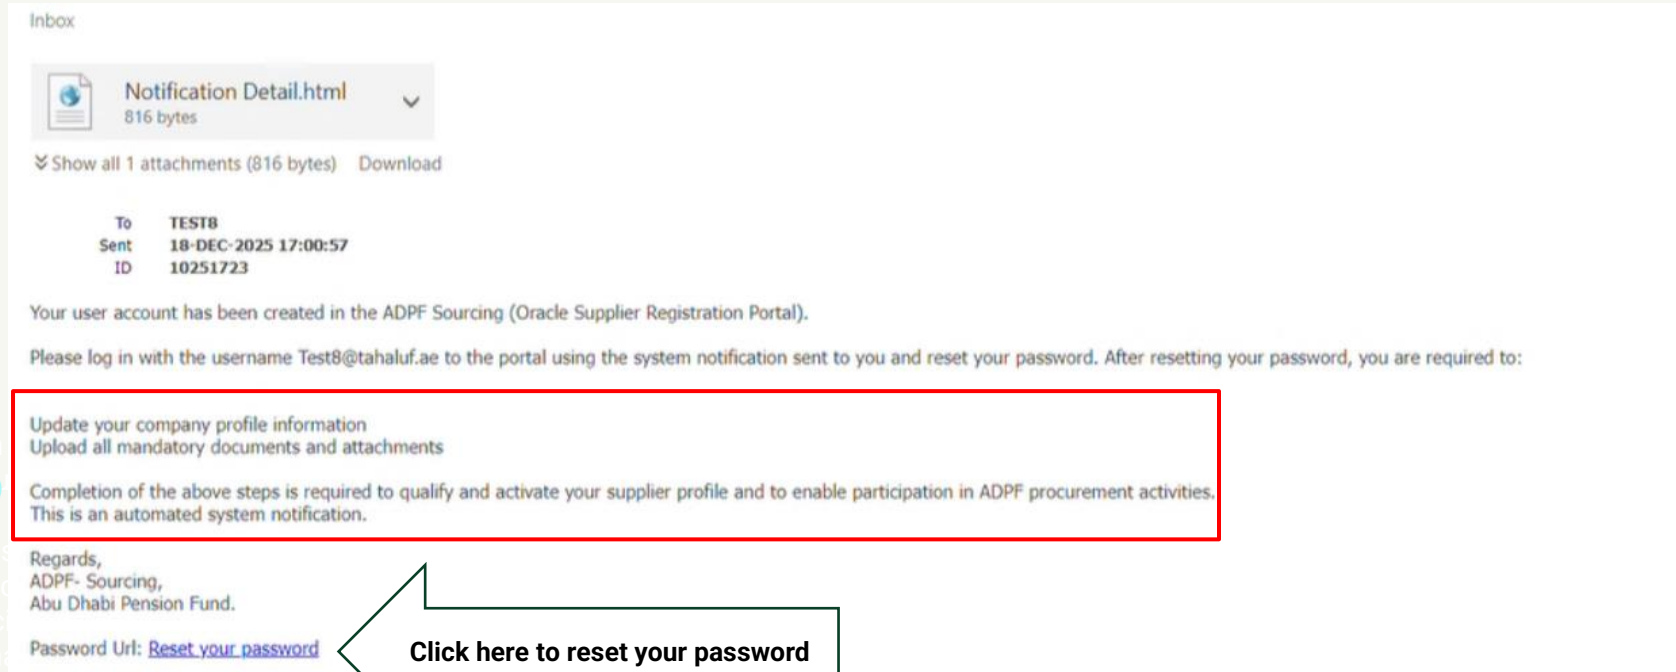 Inbox
Notification Detail.html
816 bytes
Show all 1 attachments (816 bytes) Download
To TEST8
Sent 18-DEC-2025 17:00:57
ID 10251723
Your user account has been created in the ADPF Sourcing (Oracle Supplier Registration Portal).
Please log in with the username Test8@tahaluf.ae to the portal using the system notification sent to you and reset your password. After resetting your password, you are required to:
Update your company profile information
Upload all mandatory documents and attachments
Completion of the above steps is required to qualify and activate your supplier profile and to enable participation in ADPF procurement activities.
This is an automated system notification.
Regards,
ADPF- Sourcing,
Abu Dhabi Pension Fund.
Password Url: Reset your password
Click here to reset your password